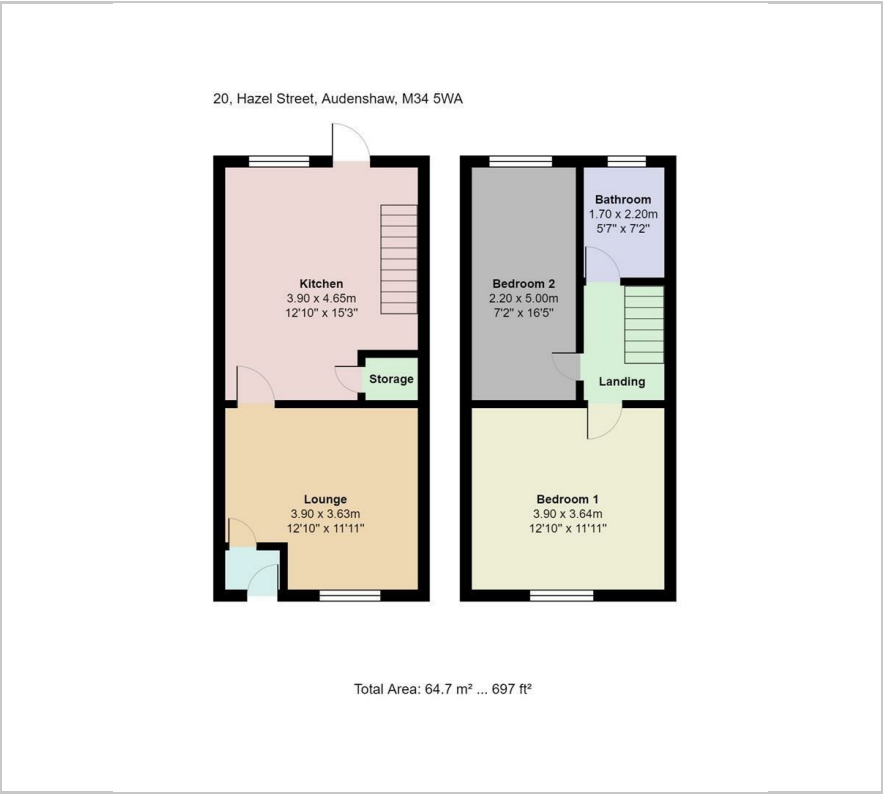 20, Hazel Street, Audenshaw, M34 5WA
Kitchen
3.90 x 4.65m
12'10" x 15'3"
Storage
Lounge
3.90 x 3.63m
12'10" x 11'11"
Bathroom
1.70 x 2.20m
5'7" x 7'2"
Bedroom 2
2.20 x 5.00m
7'2" x 16'5"
Landing
Bedroom 1
3.90 x 3.64m
12'10" x 11'11"
Total Area: 64.7 m² ... 697 ft²